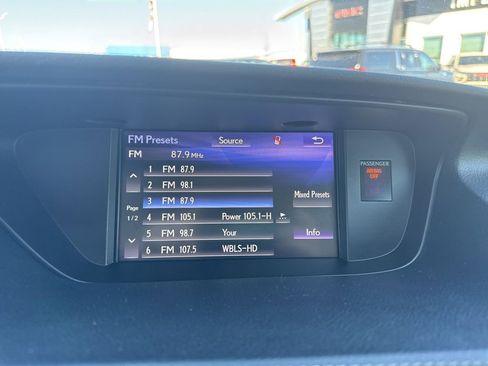 FM Presets Source
FM 87.9 MHz
1 FM 87.9
2 FM 98.1
3 FM 87.9
Mixed Presets
Page
1/2
4 FM 105.1 Power 105.1-H
5 FM 98.7 Your
Info
6 FM 107.5 WBLS-HD
PASSENGER
AIRBAG
OFF